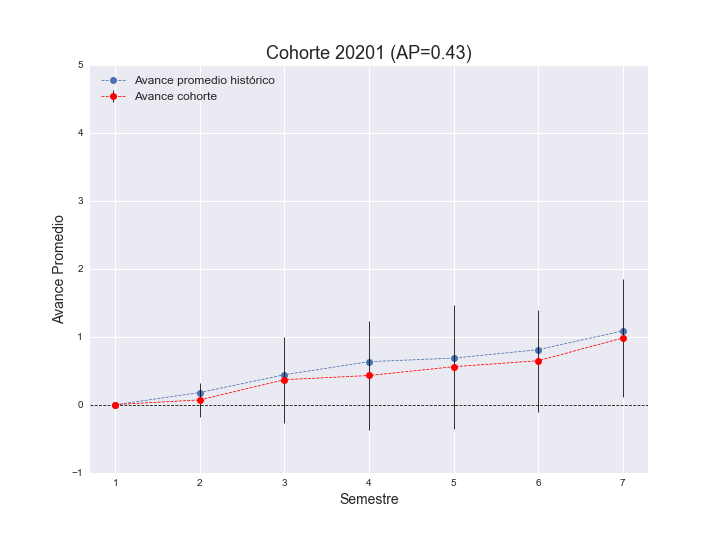 Cohorte 20201 (AP=0.43)
Avance promedio histórico
Avance cohorte
Avance Promedio
5
4
3
2
1
0
−1
1 2 3 4 5 6 7
Semestre